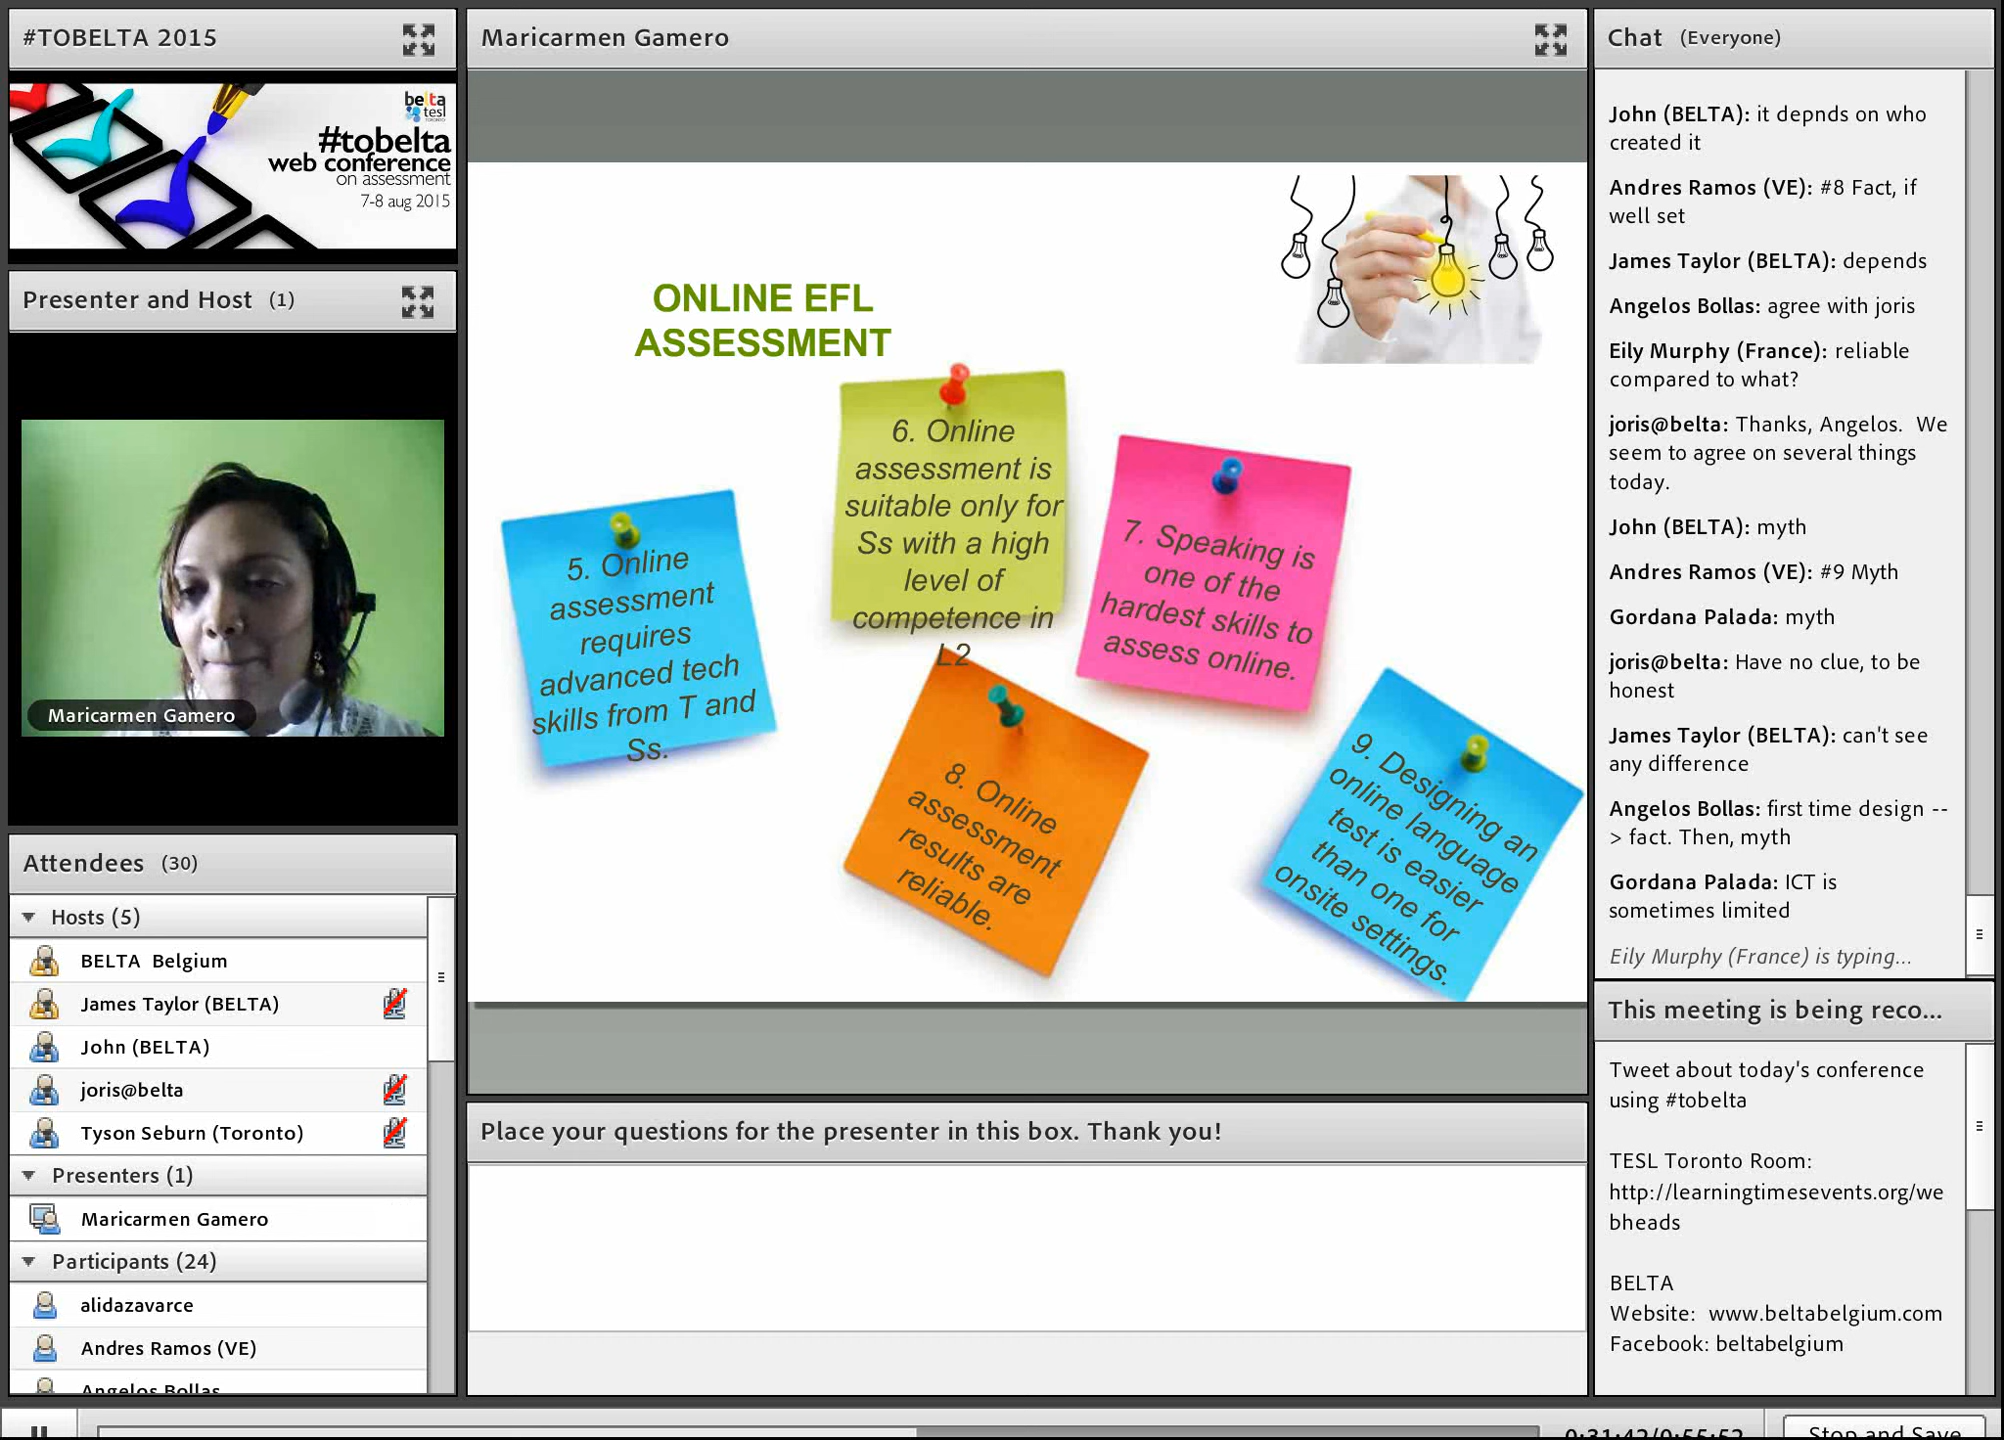 #TOBELTA 2015
belta
tesl
TORONTO
#tobelta
web conference
on assessment
7-8 aug 2015
Presenter and Host (1)
Maricarmen Gamero
Attendees (30)
Hosts (5)
BELTA Belgium
James Taylor (BELTA)
John (BELTA)
joris@belta
Tyson Seburn (Toronto)
Presenters (1)
Maricarmen Gamero
Participants (24)
alidazavarce
Andres Ramos (VE)
Angelos Bollas
Maricarmen Gamero
ONLINE EFL
ASSESSMENT
5. Online
assessment
requires
advanced tech
skills from T and
Ss.
6. Online
assessment is
suitable only for
Ss with a high
level of
competence in
L2
7. Speaking is
one of the
hardest skills to
assess online.
8. Online
assessment
results are
reliable.
9. Designing an
online language
test is easier
than one for
onsite settings.
Place your questions for the presenter in this box. Thank you!
Chat (Everyone)
John (BELTA): it depnds on who
created it
Andres Ramos (VE): #8 Fact, if
well set
James Taylor (BELTA): depends
Angelos Bollas: agree with joris
Eily Murphy (France): reliable
compared to what?
joris@belta: Thanks, Angelos. We
seem to agree on several things
today.
John (BELTA): myth
Andres Ramos (VE): #9 Myth
Gordana Palada: myth
joris@belta: Have no clue, to be
honest
James Taylor (BELTA): can't see
any difference
Angelos Bollas: first time design --
> fact. Then, myth
Gordana Palada: ICT is
sometimes limited
Eily Murphy (France) is typing...
This meeting is being reco...
Tweet about today's conference
using #tobelta
TESL Toronto Room:
http://learningtimesevents.org/we
bheads
BELTA
Website: www.beltabelgium.com
Facebook: beltabelgium
0:31:42/0:55:52
Stop and Save